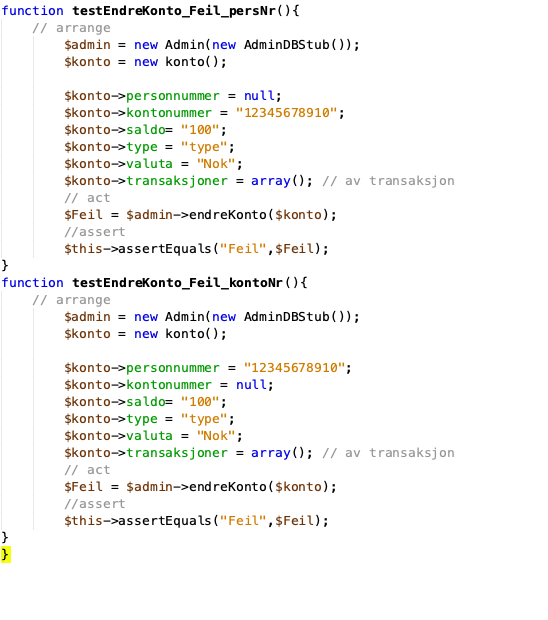 function testEndreKonto_Feil_persNr(){
    // arrange
        $admin = new Admin(new AdminDBStub());
        $konto = new konto();

        $konto->personnummer = null;
        $konto->kontonummer = "12345678910";
        $konto->saldo= "100";
        $konto->type = "type";
        $konto->valuta = "Nok";
        $konto->transaksjoner = array(); // av transaksjon
        // act
        $Feil = $admin->endreKonto($konto);
        //assert
        $this->assertEquals("Feil",$Feil);
}
function testEndreKonto_Feil_kontoNr(){
    // arrange
        $admin = new Admin(new AdminDBStub());
        $konto = new konto();

        $konto->personnummer = "12345678910";
        $konto->kontonummer = null;
        $konto->saldo= "100";
        $konto->type = "type";
        $konto->valuta = "Nok";
        $konto->transaksjoner = array(); // av transaksjon
        // act
        $Feil = $admin->endreKonto($konto);
        //assert
        $this->assertEquals("Feil",$Feil);
}
}